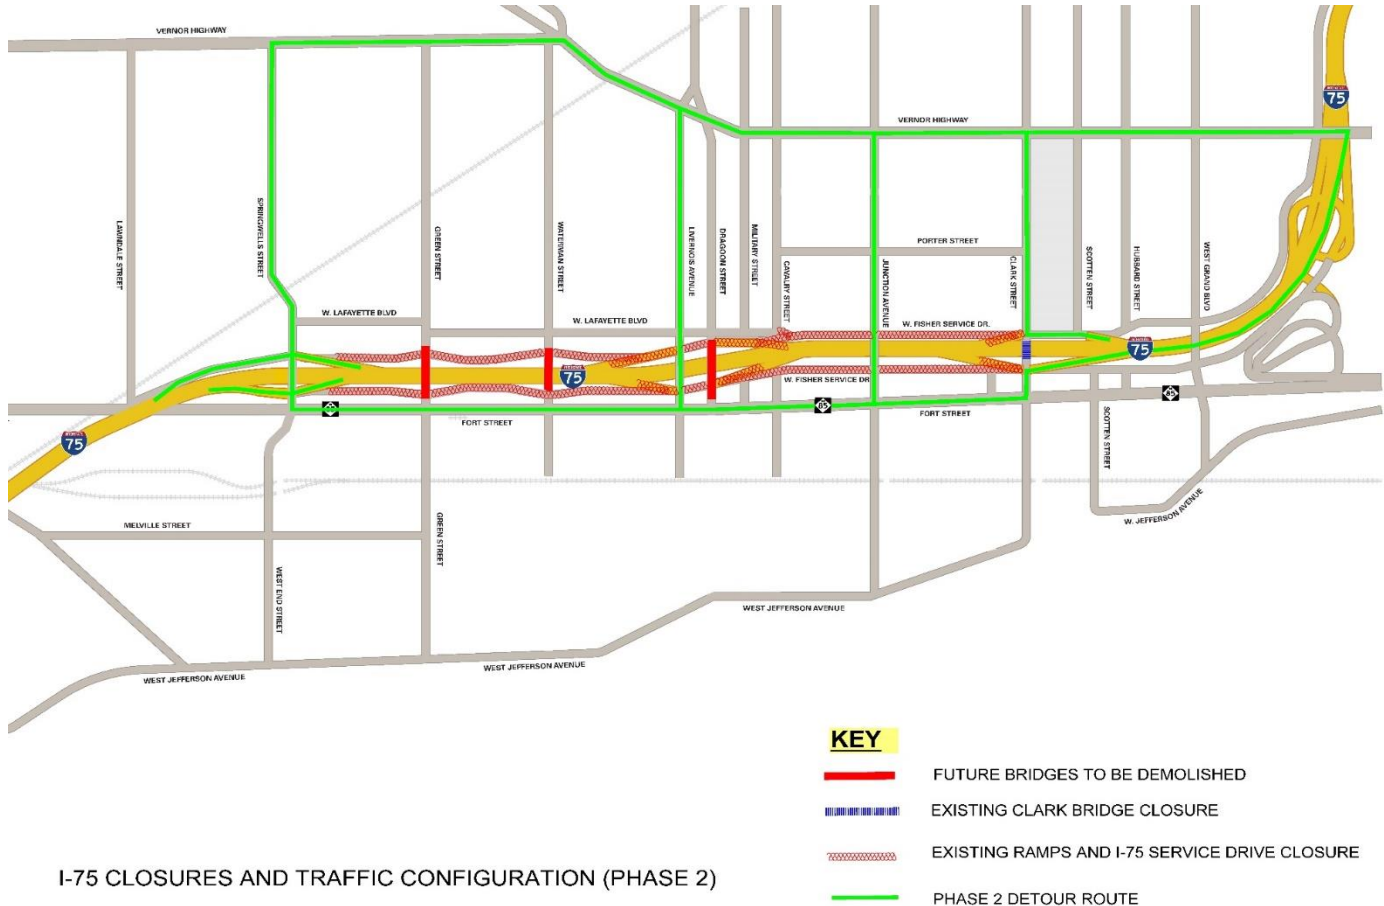 VERNOR HIGHWAY
75
VERNOR HIGHWAY
LAWNDALE STREET
SPRINGWELLS STREET
GREEN STREET
WATERMAN STREET
LIVERNOIS AVENUE
DRAGOON STREET
MILITARY STREET
CAVALRY STREET
JUNCTION AVENUE
PORTER STREET
CLARK STREET
SCOTTEN STREET
HUBBARD STREET
WEST GRAND BLVD
W. LAFAYETTE BLVD
W. LAFAYETTE BLVD
W. FISHER SERVICE DR.
75
75
W. FISHER SERVICE DR
85
85
85
FORT STREET
FORT STREET
75
SCOTTEN STREET
W. JEFFERSON AVENUE
MELVILLE STREET
GREEN STREET
WEST END STREET
WEST JEFFERSON AVENUE
WEST JEFFERSON AVENUE
WEST JEFFERSON AVENUE
KEY
FUTURE BRIDGES TO BE DEMOLISHED
EXISTING CLARK BRIDGE CLOSURE
EXISTING RAMPS AND I-75 SERVICE DRIVE CLOSURE
PHASE 2 DETOUR ROUTE
I-75 CLOSURES AND TRAFFIC CONFIGURATION (PHASE 2)